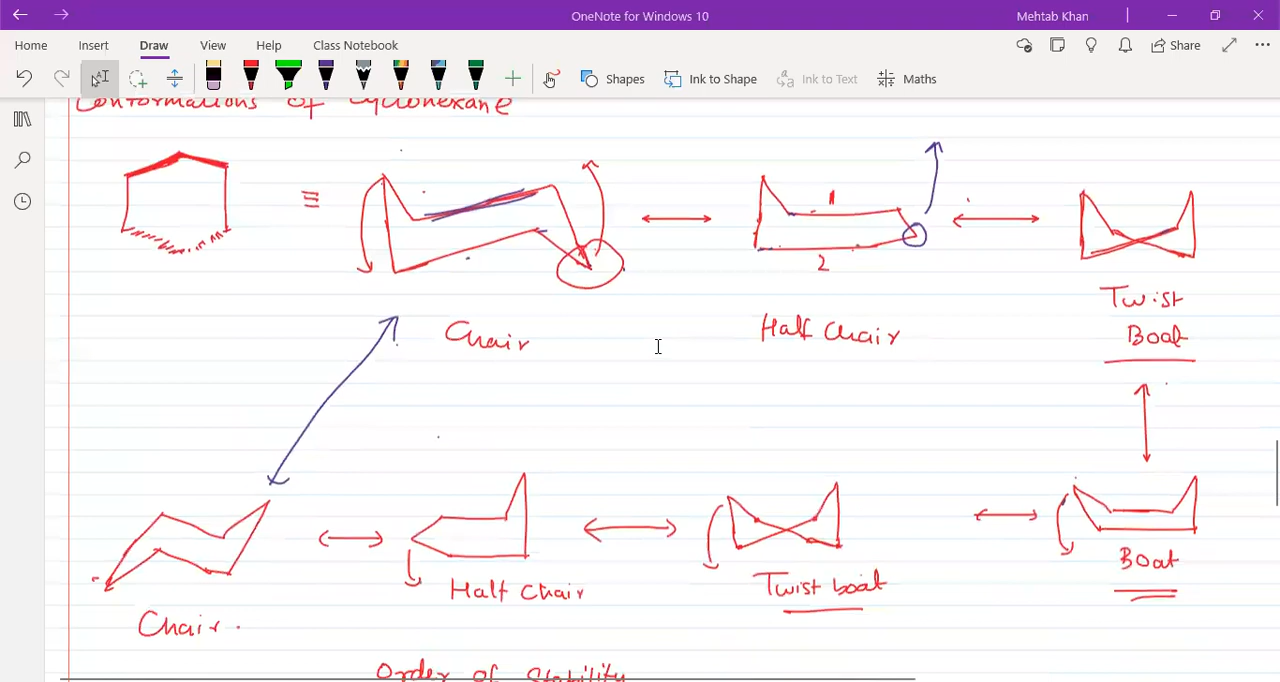 OneNote for Windows 10
Mehtab Khan
Home Insert Draw View Help Class Notebook
Share
Shapes Ink to Shape Ink to Text Maths
Conformations of Cyclohexane
≡
1
2
Chair
Half Chair
Twist
Boat
Chair.
Half Chair
Twist boat
Boat
Order of Stability